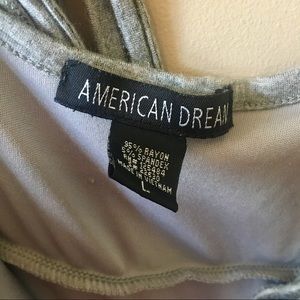 AMERICAN DREAM
95% RAYON
5% SPANDEX
MADE IN VIETNAM
L